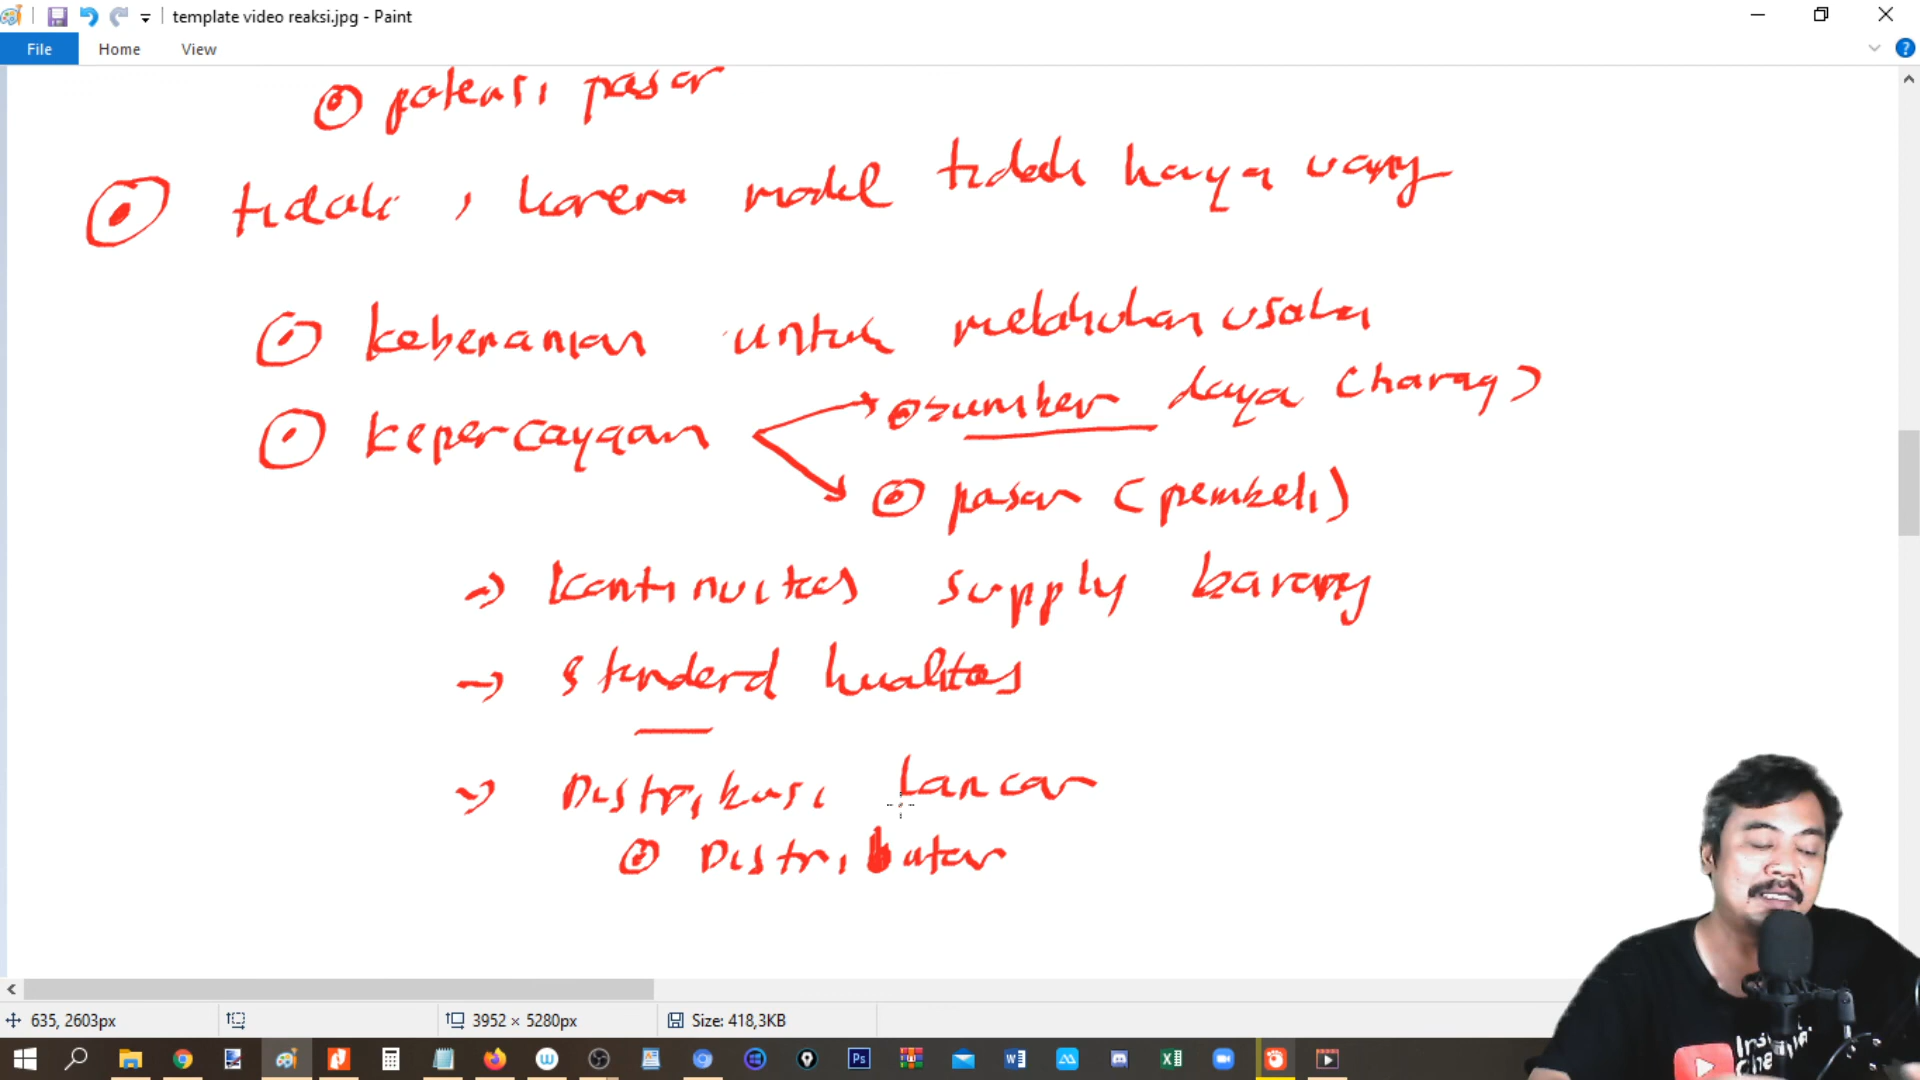 template video reaksi.jpg - Paint
File Home View
potensi pasar
tidak, karena modal tidak hanya uang
keberanian untuk melakukan usaha
kepercayaan
sumber daya (barang)
pasar (pembeli)
kontinuitas supply barang
standard kualitas
Distribusi lancar
Distributor
635, 2603px 3952 × 5280px Size: 418,3KB